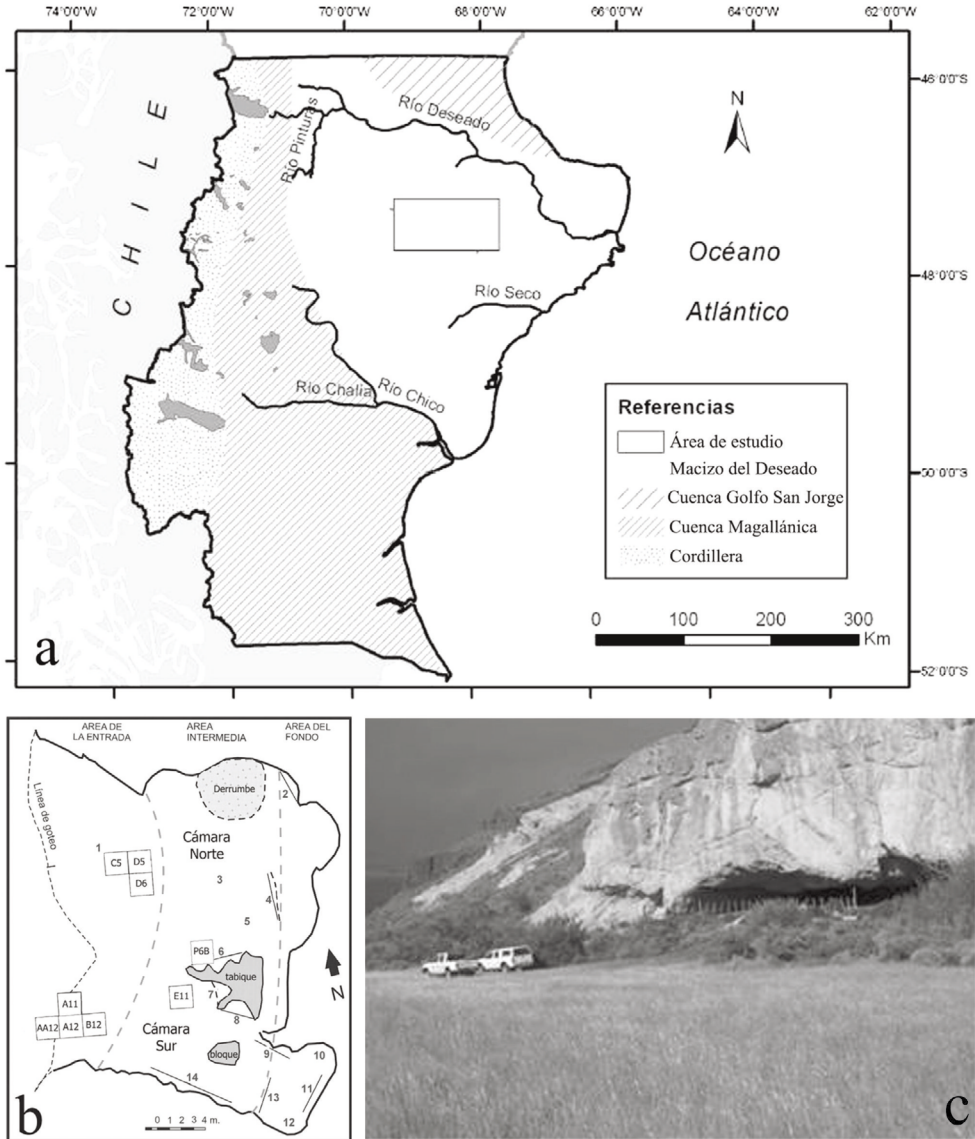 74°0'0"W 72°0'0"W 70°0'0"W 68°0'0"W 66°0'0"W 64°0'0"W 62°0'0"W
46°0'0"S
48°0'0"S
50°0'0"S
52°0'0"S
CHILE
Río Pinturas
Río Deseado
N
Océano
Atlántico
Río Seco
Río Chalia
Río Chico
Referencias
Área de estudio
Macizo del Deseado
Cuenca Golfo San Jorge
Cuenca Magallánica
Cordillera
0 100 200 300
Km
a
AREA DE
LA ENTRADA
AREA
INTERMEDIA
AREA DEL
FONDO
Línea de goteo
Derrumbe
2
Cámara
Norte
1
C5 D5
D6
3
4
5
P6B 6
tabique
E11 7
8
N
A11
AA12 A12 B12
Cámara
Sur
bloque
9 10
11
14 13
12
0 1 2 3 4 m.
b
c